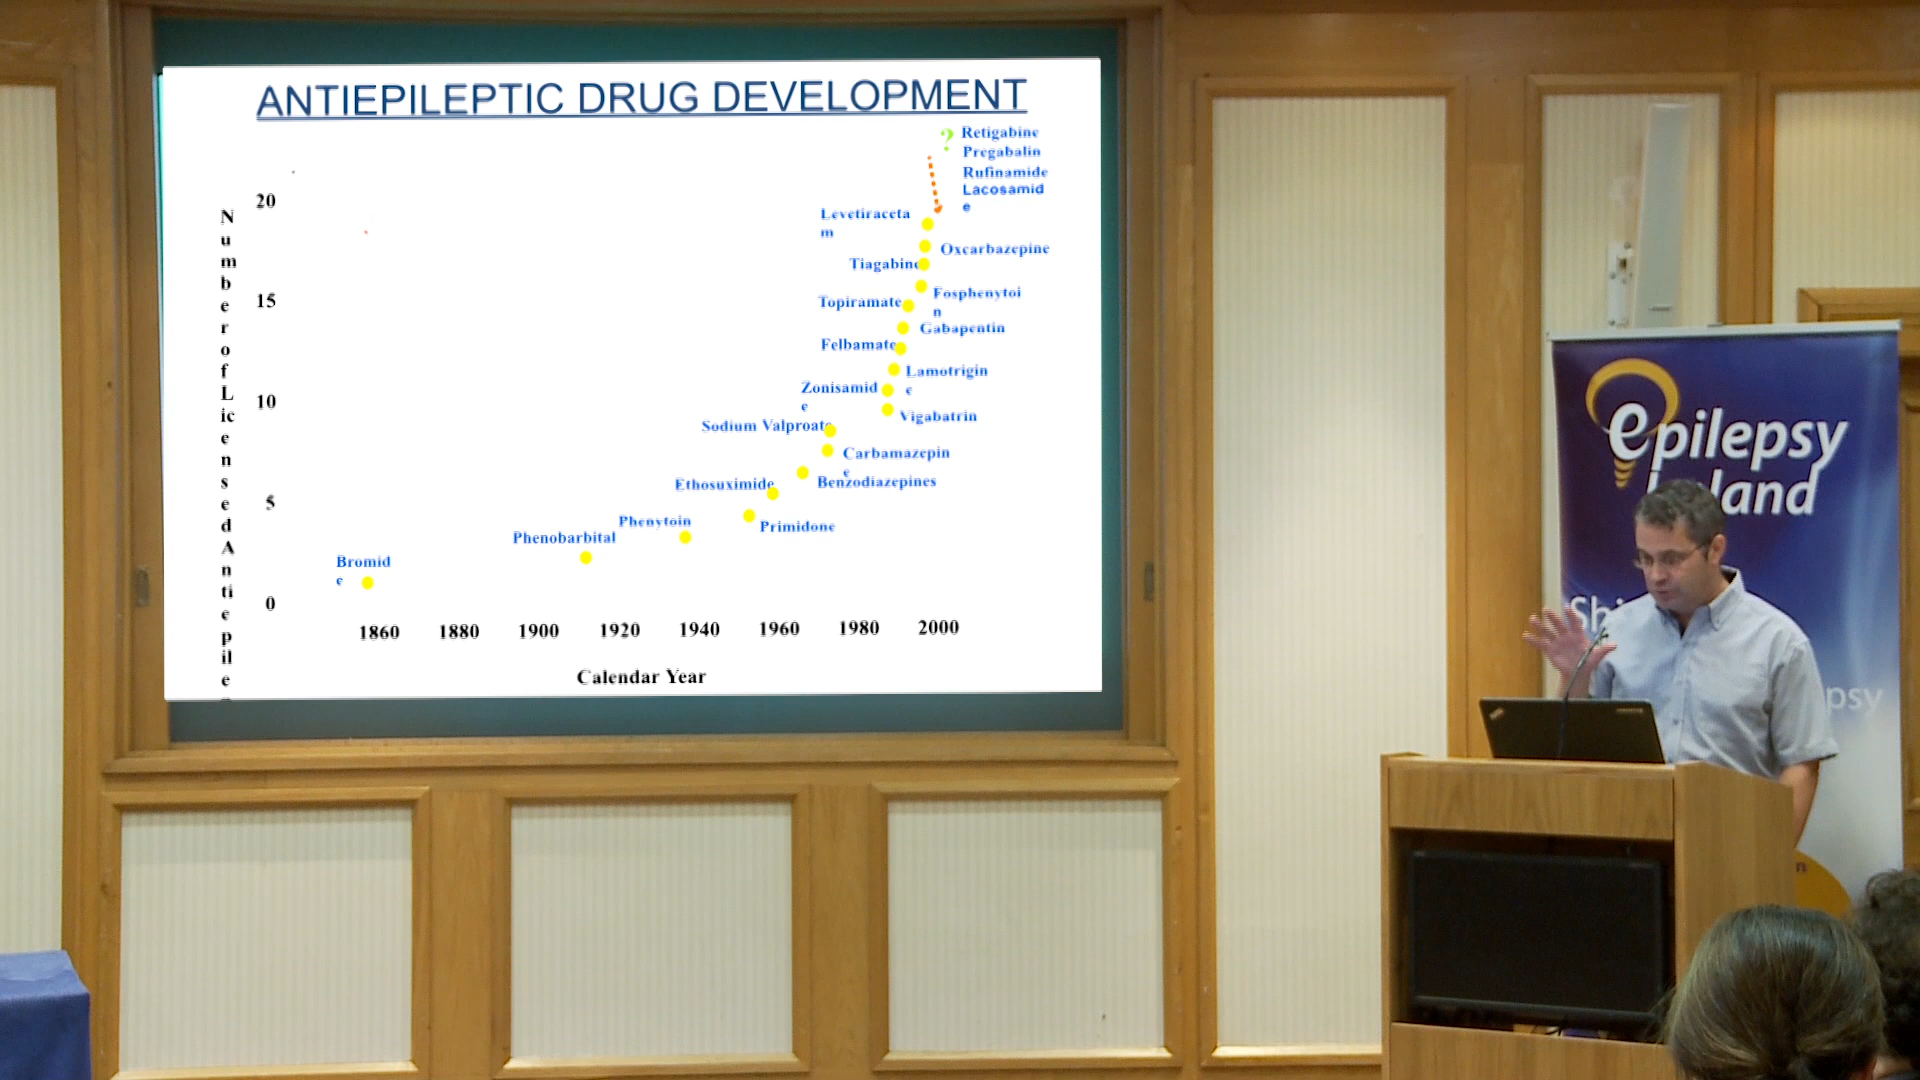 ANTIEPILEPTIC DRUG DEVELOPMENT
? Retigabine
Pregabalin
Rufinamide
Lacosamid
e
20
Levetiraceta
m
Oxcarbazepine
Tiagabine
15
Fosphenytoi
n
Topiramate
Gabapentin
Felbamate
Lamotrigin
e
Zonisamid
e
10
Vigabatrin
Sodium Valproate
Carbamazepin
e
Benzodiazepines
Ethosuximide
5
Phenytoin
Primidone
Phenobarbital
Bromid
e
0
N
u
m
b
e
r
o
f
L
ic
e
n
s
e
d
A
n
ti
e
p
il
e
1860 1880 1900 1920 1940 1960 1980 2000
Calendar Year
epilepsy
psy